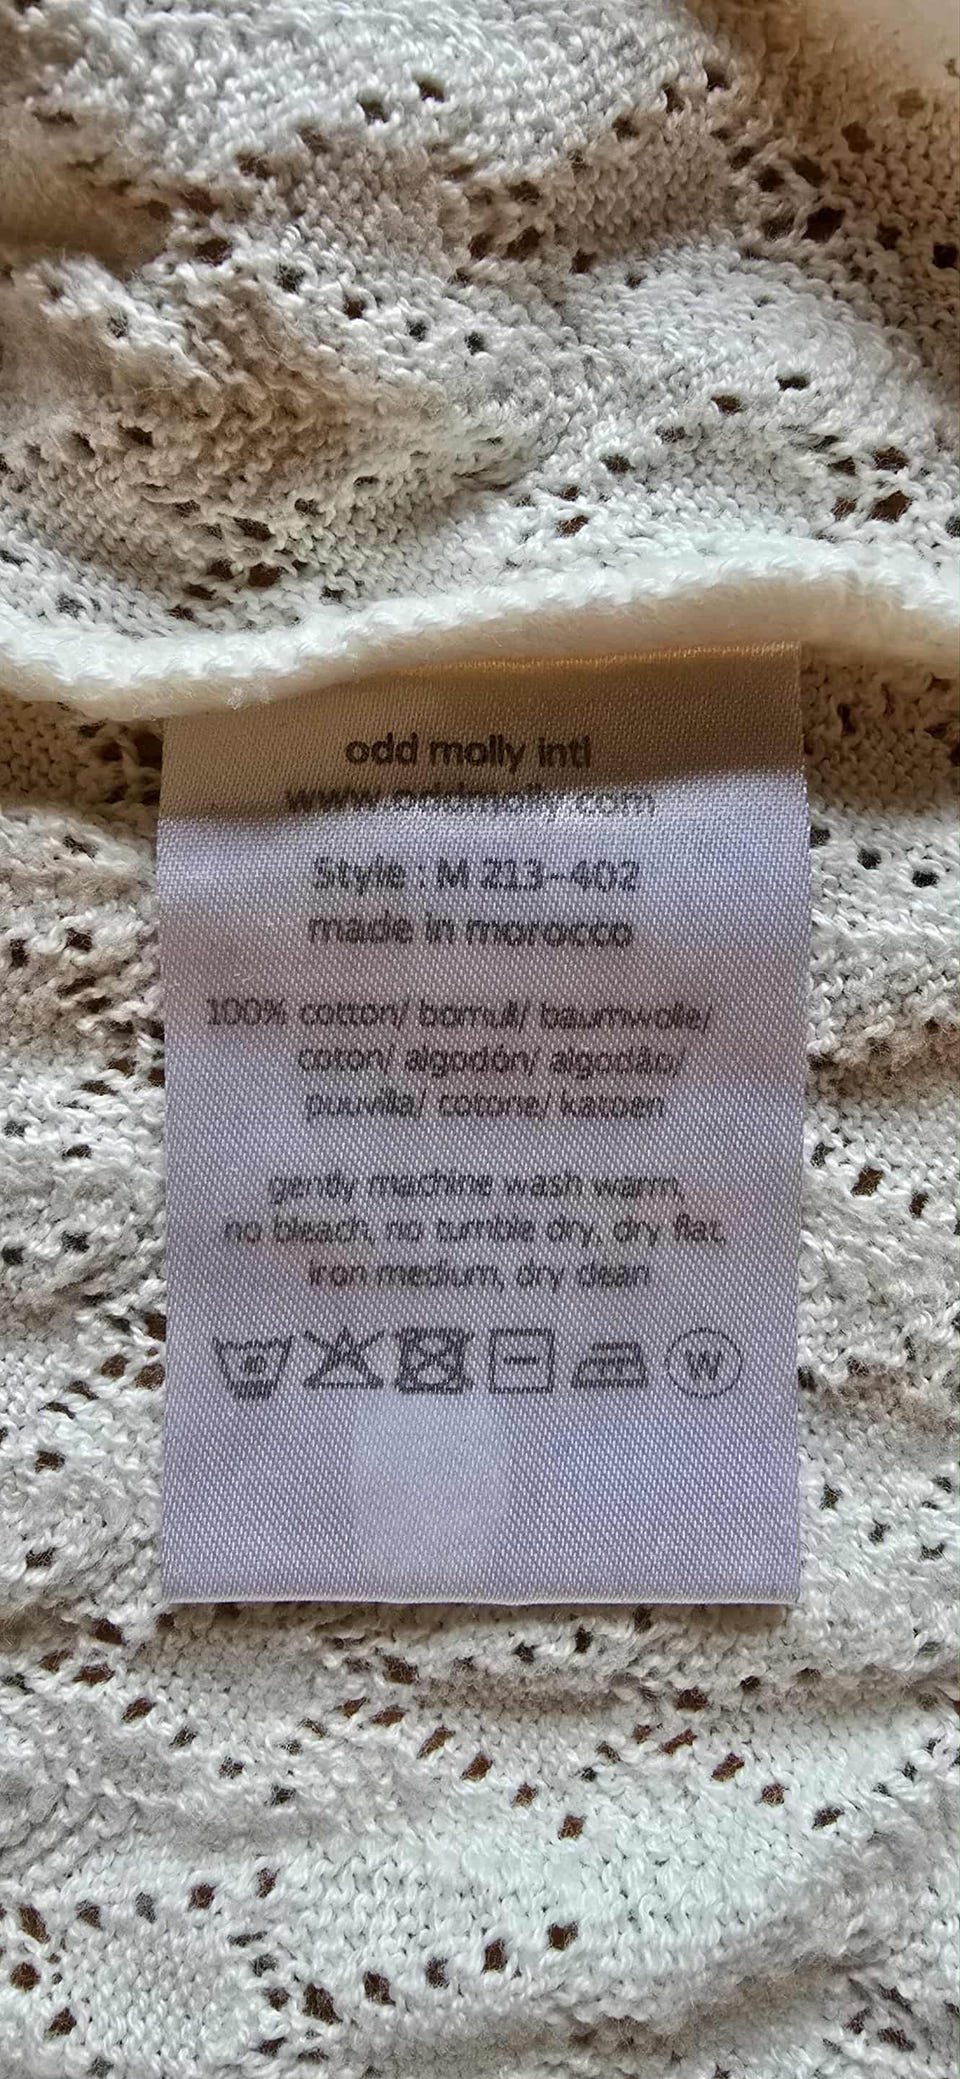 odd molly intl
www.oddmolly.com
Style : M 213-402
made in morocco
100% cotton/ bomull/ baumwolle/
coton/ algodón/ algodão/
puuvilla/ cotone/ katoen
gently machine wash warm,
no bleach, no tumble dry, dry flat,
iron medium, dry clean
W